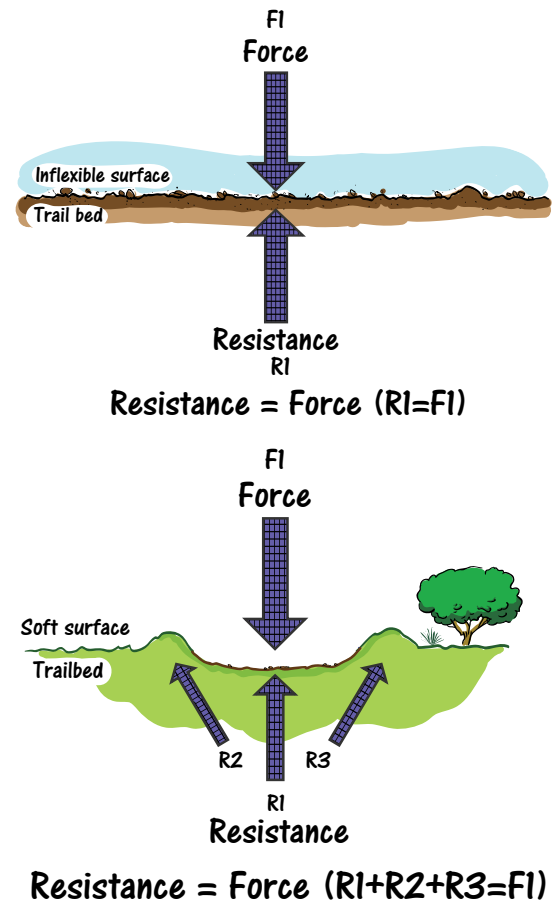 F1
Force
Inflexible surface
Trail bed
Resistance
R1
Resistance = Force (R1=F1)
F1
Force
Soft surface
Trailbed
R2
R3
R1
Resistance
Resistance = Force (R1+R2+R3=F1)